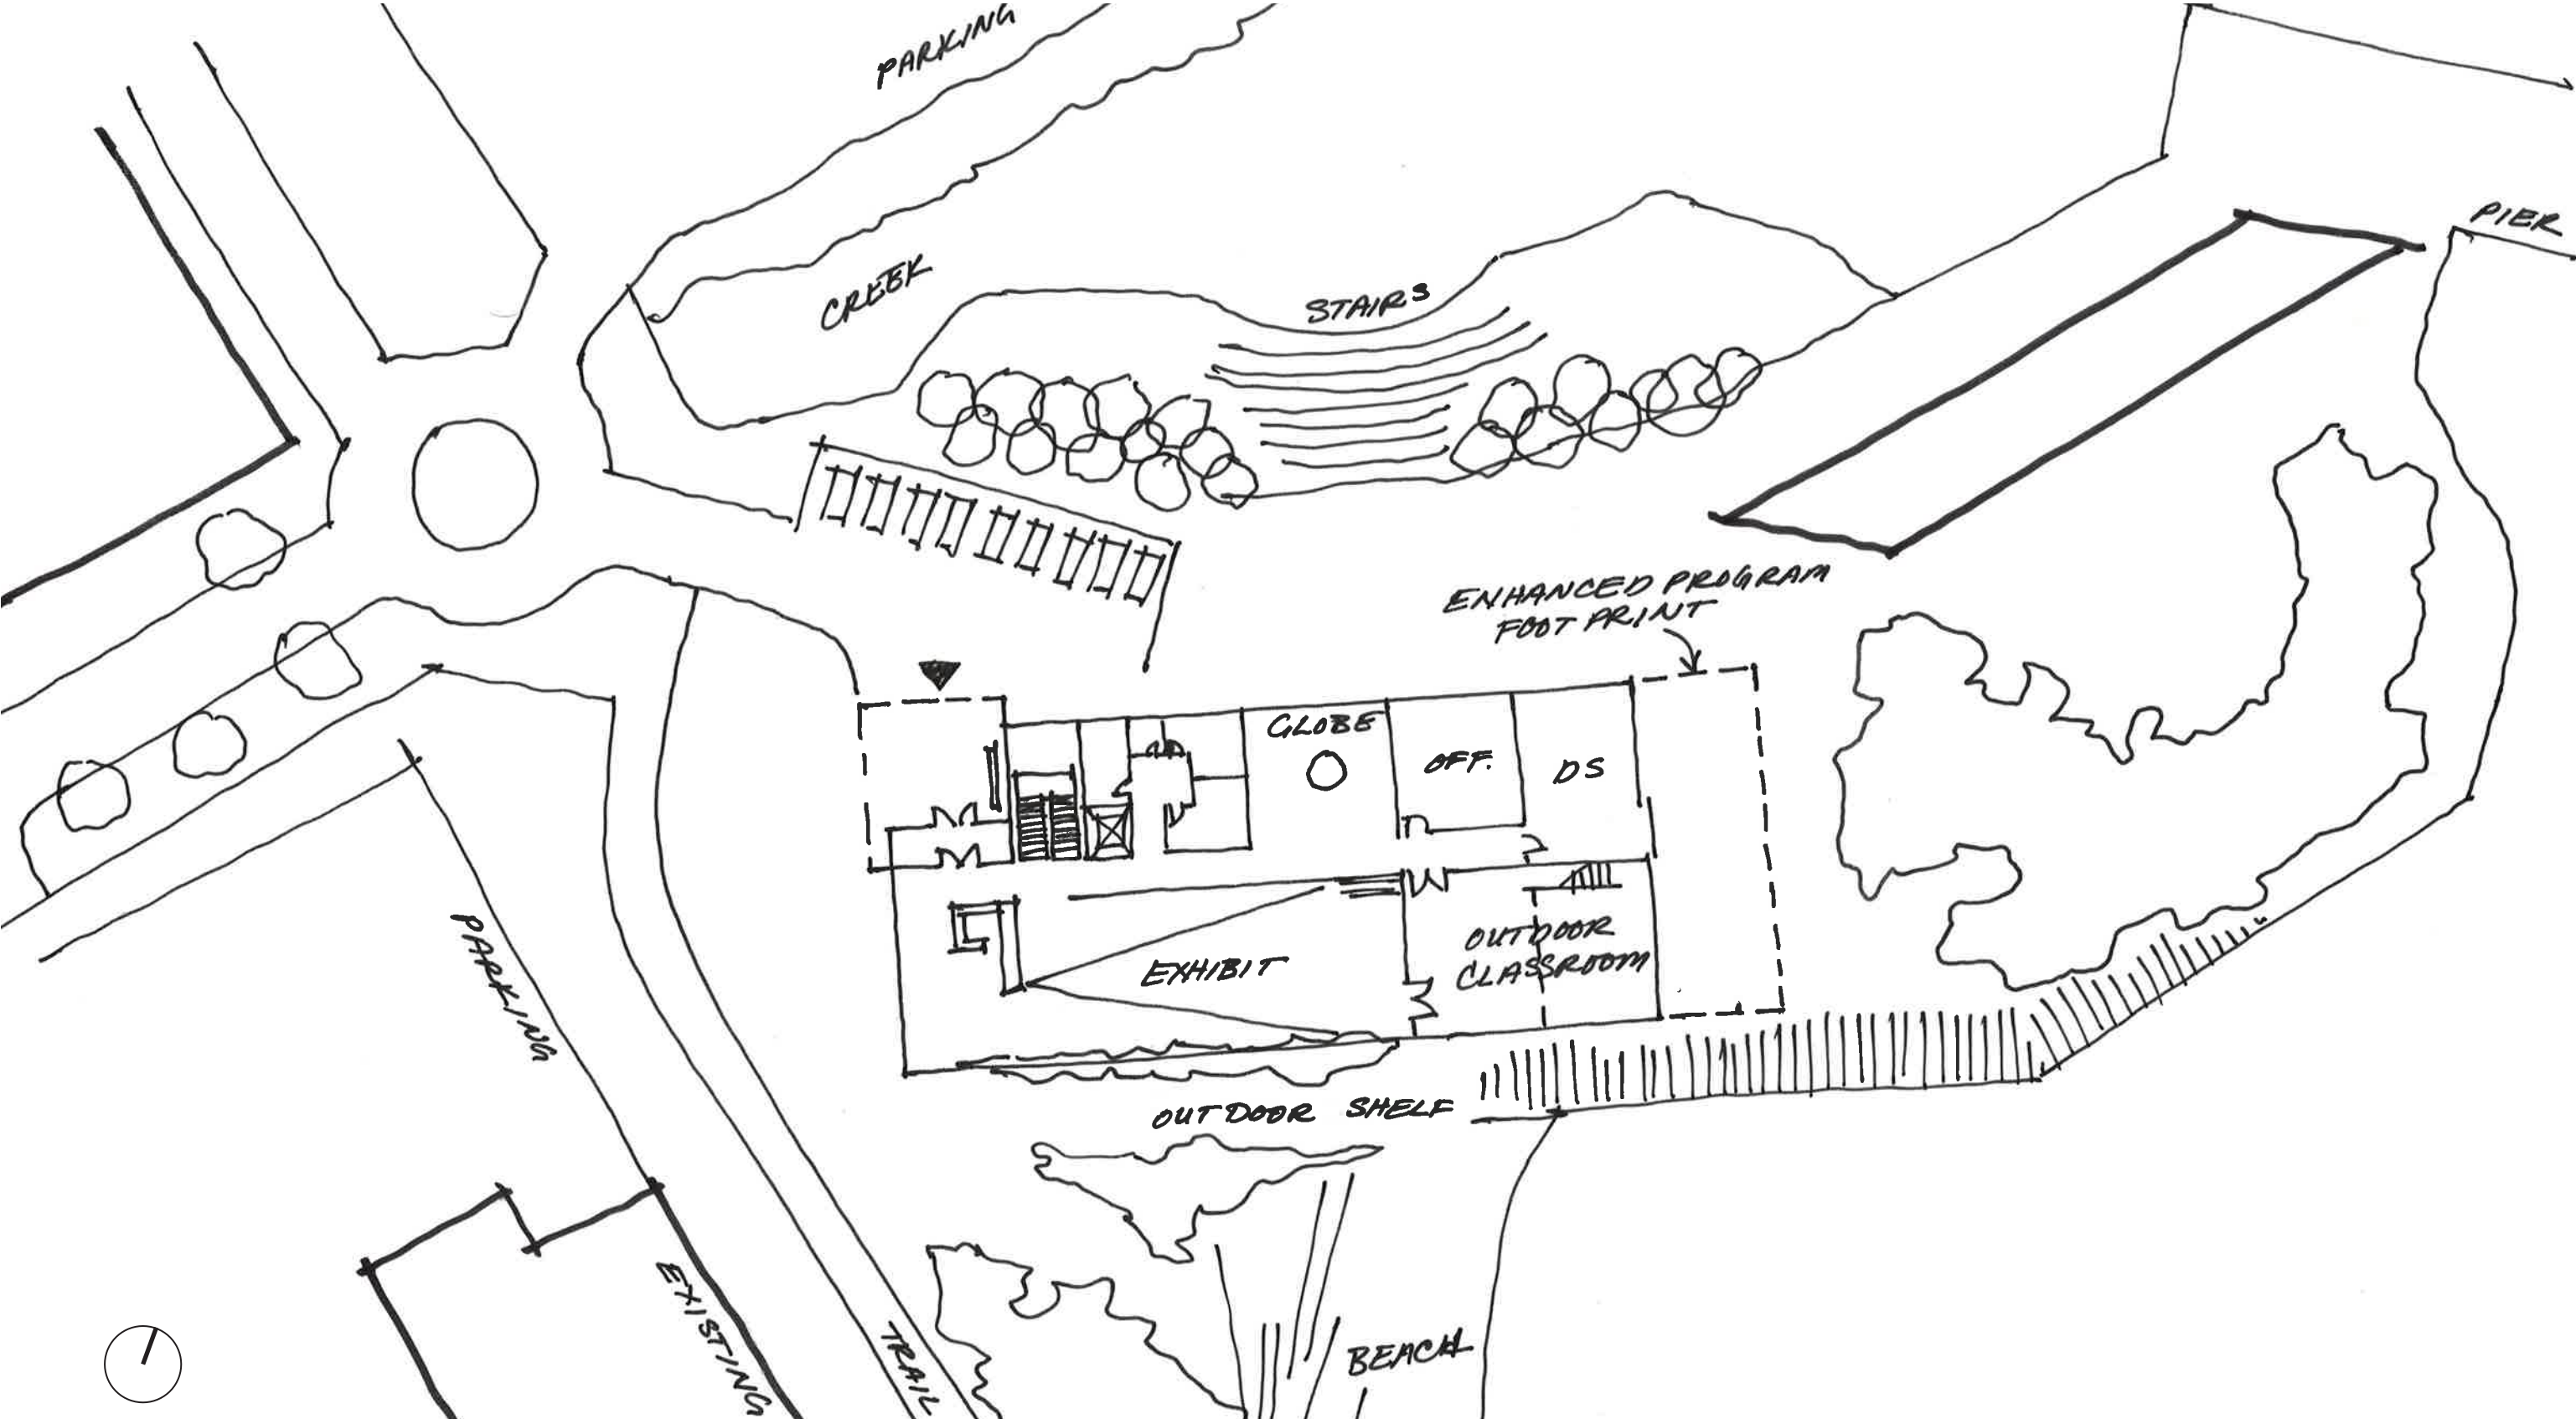 PARKING
CREEK
STAIRS
PIER
ENHANCED PROGRAM
FOOT PRINT
GLOBE
OFF.
DS
OUTDOOR
CLASSROOM
EXHIBIT
PARKING
OUTDOOR SHELF
EXISTING
TRAIL
BEACH